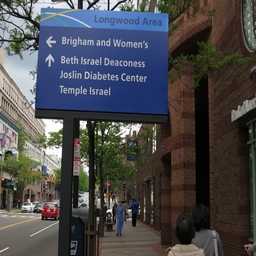 Longwood Area
Brigham and Women's
Beth Israel Deaconess
Joslin Diabetes Center
Temple Israel